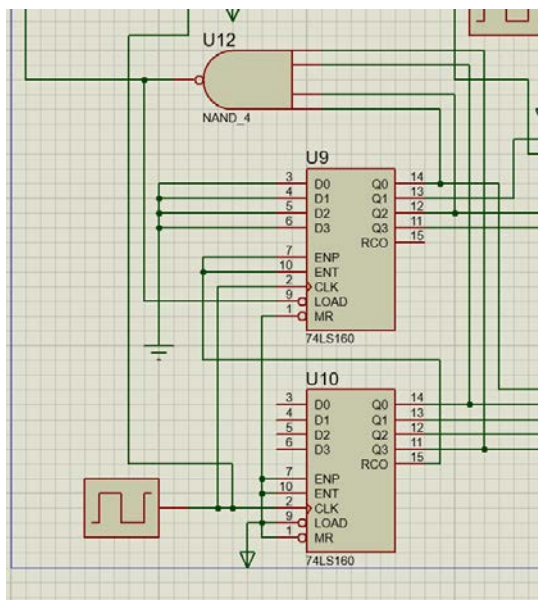 U12
NAND_4
U9
3 D0 Q0 14
4 D1 Q1 13
5 D2 Q2 12
6 D3 Q3 11
RCO 15
7 ENP
10 ENT
2 CLK
9 LOAD
1 MR
74LS160
U10
3 D0 Q0 14
4 D1 Q1 13
5 D2 Q2 12
6 D3 Q3 11
RCO 15
7 ENP
10 ENT
2 CLK
9 LOAD
1 MR
74LS160